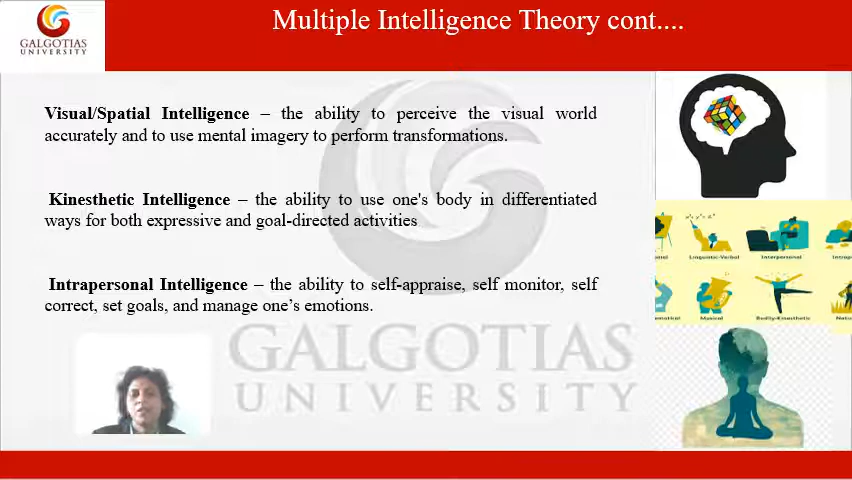 GALGOTIAS
UNIVERSITY
Multiple Intelligence Theory cont....
Visual/Spatial Intelligence – the ability to perceive the visual world
accurately and to use mental imagery to perform transformations.
Kinesthetic Intelligence – the ability to use one's body in differentiated
ways for both expressive and goal-directed activities
Intrapersonal Intelligence – the ability to self-appraise, self monitor, self
correct, set goals, and manage one’s emotions.
Linguistic-Verbal
Interpersonal
Musical
Bodily-Kinesthetic
GALGOTIAS
UNIVERSITY